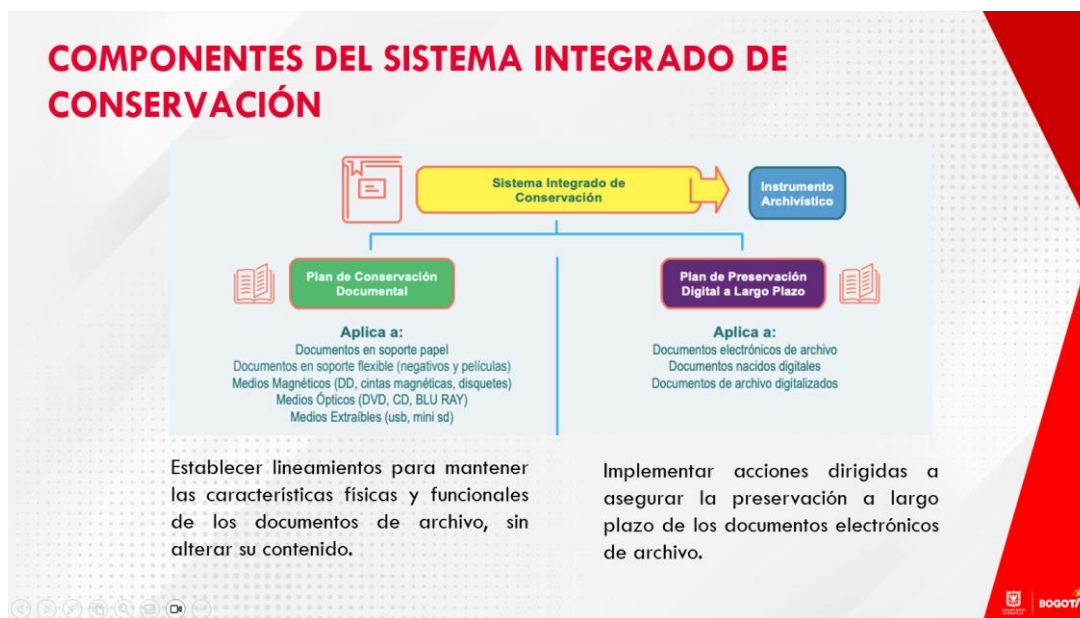 COMPONENTES DEL SISTEMA INTEGRADO DE
CONSERVACIÓN
Sistema Integrado de
Conservación
Instrumento
Archivístico
Plan de Conservación
Documental
Aplica a:
Documentos en soporte papel
Documentos en soporte flexible (negativos y películas)
Medios Magnéticos (DD, cintas magnéticas, disquetes)
Medios Ópticos (DVD, CD, BLU RAY)
Medios Extraíbles (usb, mini sd)
Plan de Preservación
Digital a Largo Plazo
Aplica a:
Documentos electrónicos de archivo
Documentos nacidos digitales
Documentos de archivo digitalizados
Establecer lineamientos para mantener
las características físicas y funcionales
de los documentos de archivo, sin
alterar su contenido.
Implementar acciones dirigidas a
asegurar la preservación a largo
plazo de los documentos electrónicos
de archivo.
BOGOTÁ